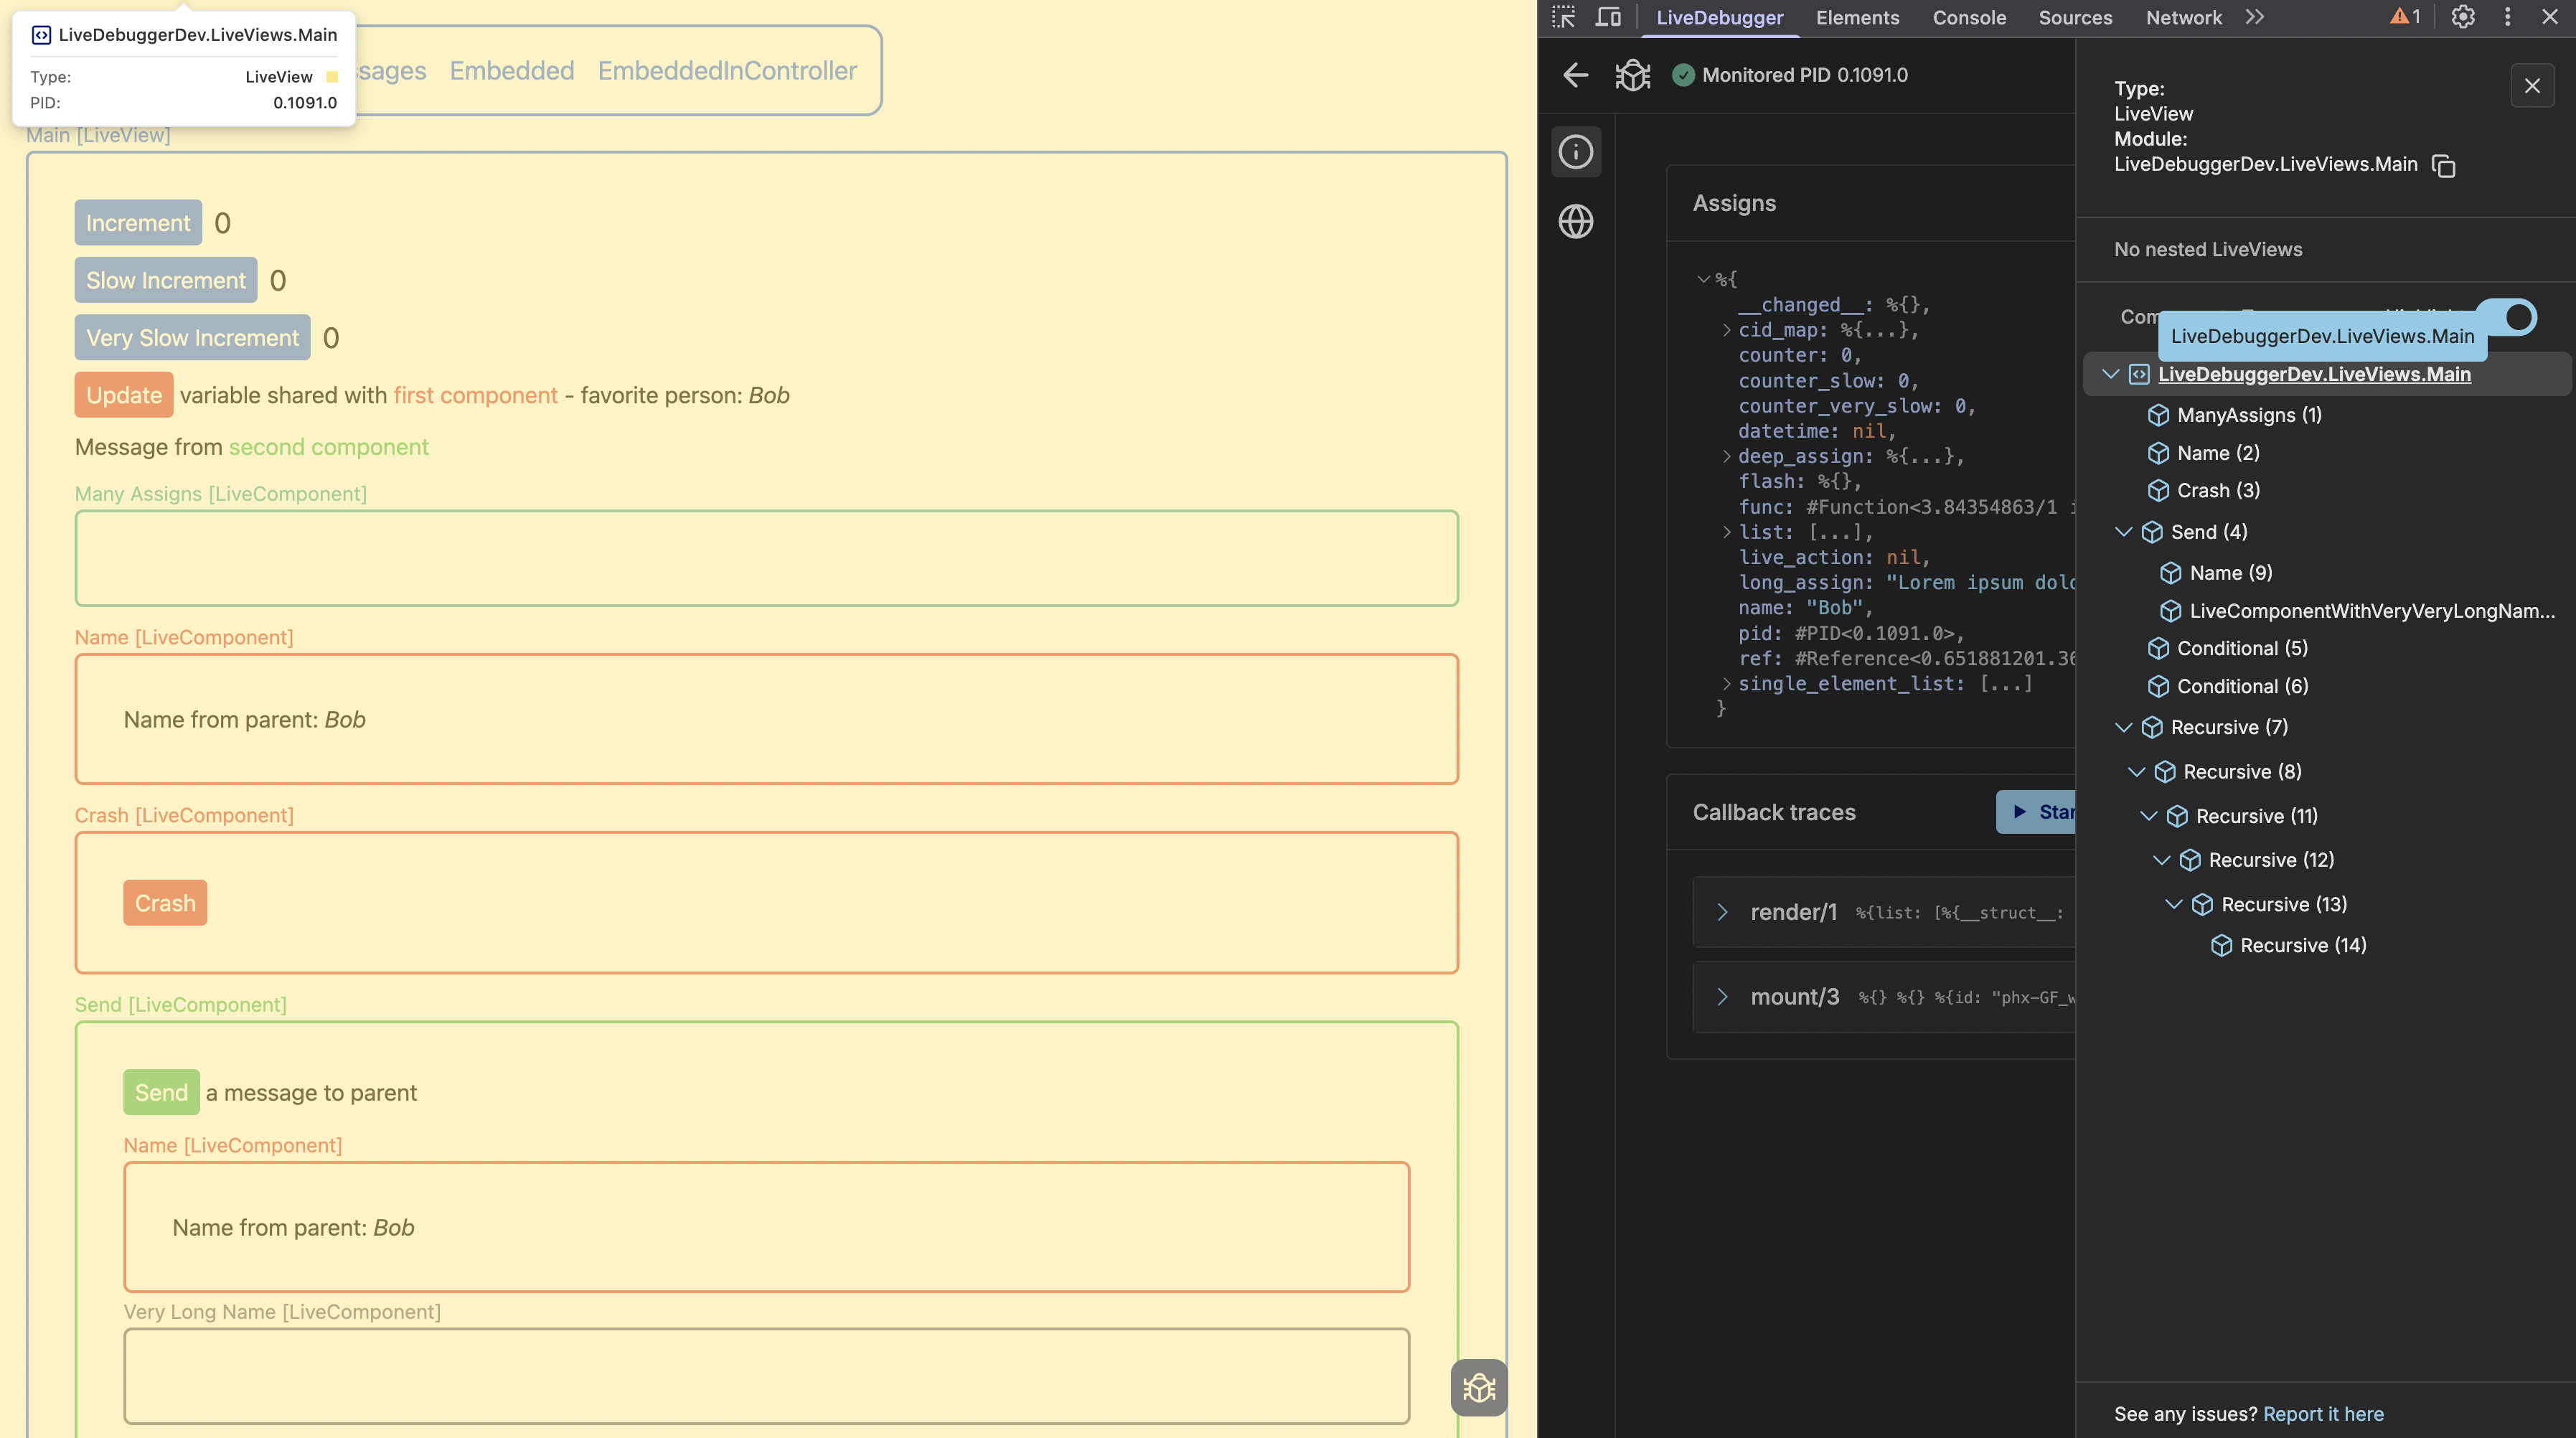 LiveDebuggerDev.LiveViews.Main
Type: LiveView
PID: 0.1091.0
ssages Embedded EmbeddedInController
Main [LiveView]
Increment 0
Slow Increment 0
Very Slow Increment 0
Update variable shared with first component - favorite person: Bob
Message from second component
Many Assigns [LiveComponent]
Name [LiveComponent]
Name from parent: Bob
Crash [LiveComponent]
Crash
Send [LiveComponent]
Send a message to parent
Name [LiveComponent]
Name from parent: Bob
Very Long Name [LiveComponent]
LiveDebugger Elements Console Sources Network 1
Monitored PID 0.1091.0
Assigns
%{
__changed__: %{},
cid_map: %{...},
counter: 0,
counter_slow: 0,
counter_very_slow: 0,
datetime: nil,
deep_assign: %{...},
flash: %{},
func: #Function<3.84354863/1 i
list: [...],
live_action: nil,
long_assign: "Lorem ipsum dolo
name: "Bob",
pid: #PID<0.1091.0>,
ref: #Reference<0.651881201.36
single_element_list: [...]
}
Callback traces Star
render/1 %{list: [%{__struct__:
mount/3 %{} %{} %{id: "phx-GF_w
Type:
LiveView
Module:
LiveDebuggerDev.LiveViews.Main
No nested LiveViews
Com
LiveDebuggerDev.LiveViews.Main
LiveDebuggerDev.LiveViews.Main
ManyAssigns (1)
Name (2)
Crash (3)
Send (4)
Name (9)
LiveComponentWithVeryVeryLongNam...
Conditional (5)
Conditional (6)
Recursive (7)
Recursive (8)
Recursive (11)
Recursive (12)
Recursive (13)
Recursive (14)
See any issues? Report it here